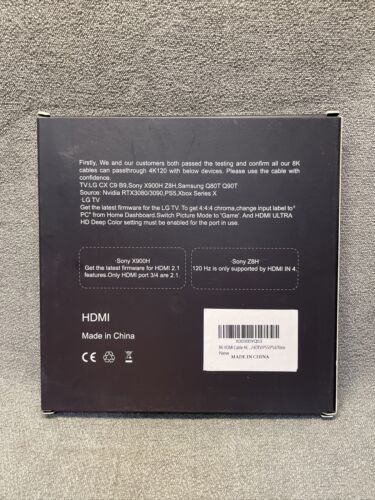 Firstly, We and our customers both passed the testing and confirm all our 8K
cables can passthrough 4K120 with below devices. Please use the cable with
confidence.
TV:LG CX C9 B9,Sony X900H Z8H,Samsung Q80T Q90T
Source: Nvidia RTX3080/3090,PS5,Xbox Series X
·LG TV
Get the latest firmware for the LG TV. To get 4:4:4 chroma,change input label to"
PC" from Home Dashboard.Switch Picture Mode to 'Game'. And HDMI ULTRA
HD Deep Color setting must be enabled for the port in use.
·Sony X900H
Get the latest firmware for HDMI 2.1
features.Only HDMI port 3/4 are 2.1.
·Sony Z8H
120 Hz is only supported by HDMI IN 4.
HDMI
Made in China
CE
8K HDMI Cable
New
MADE IN CHINA